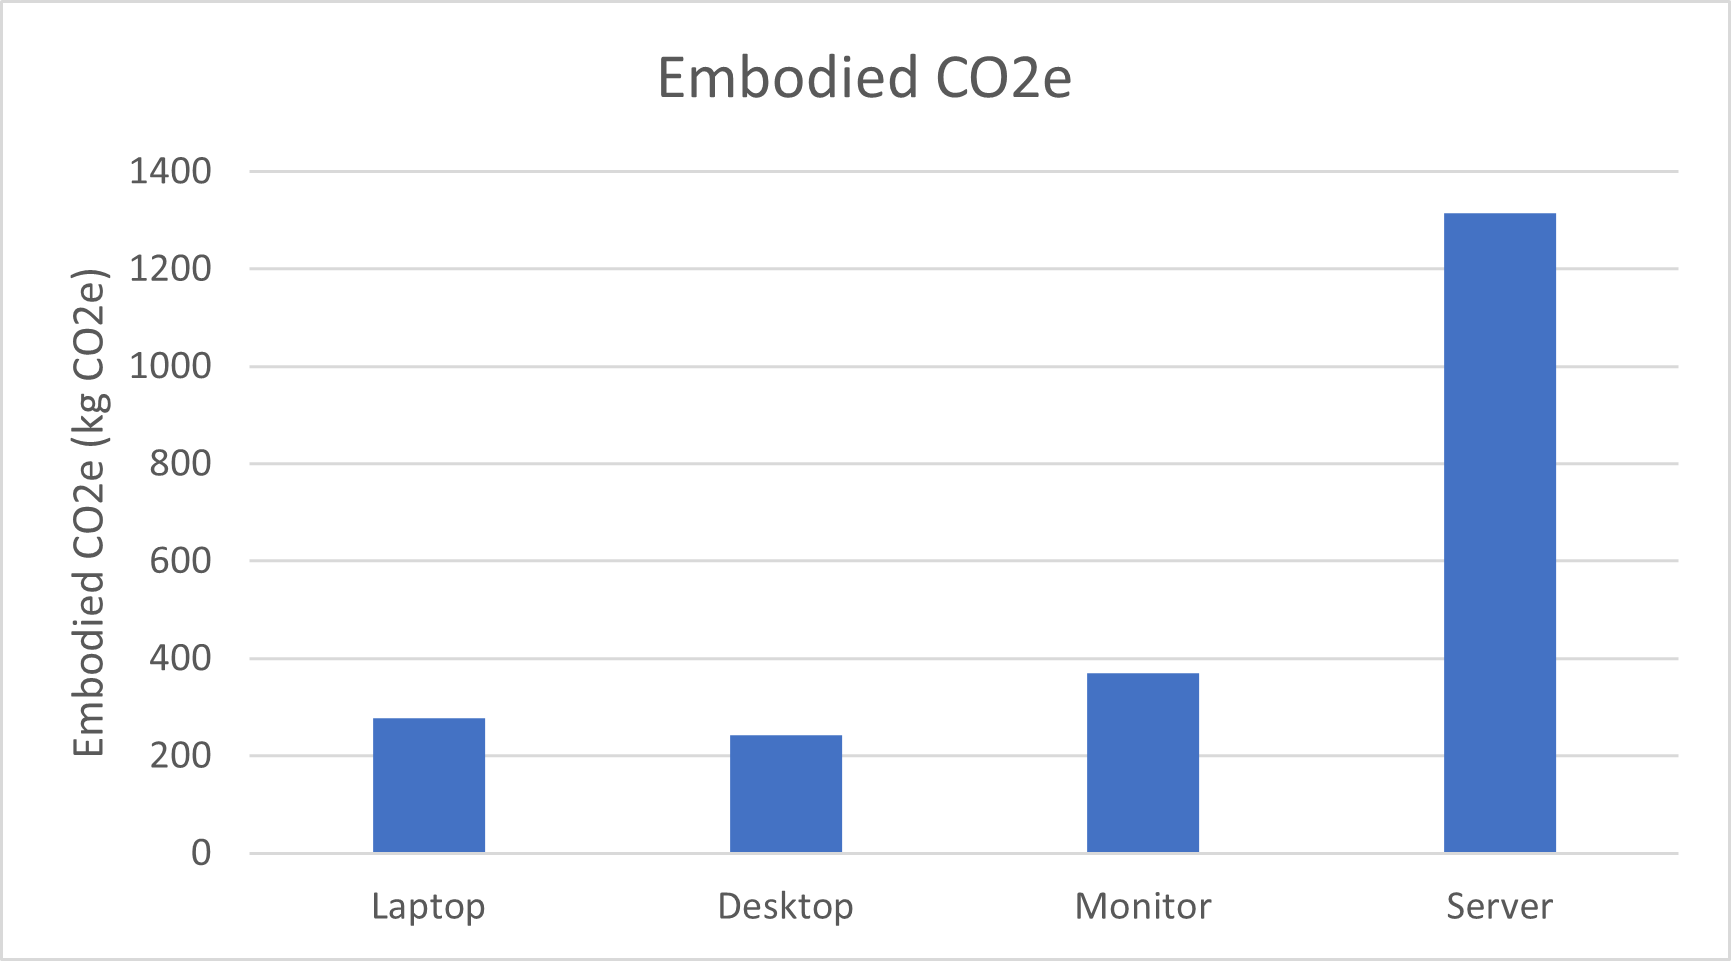 Embodied CO2e
Embodied CO2e (kg CO2e)
1400
1200
1000
800
600
400
200
0
Laptop Desktop Monitor Server